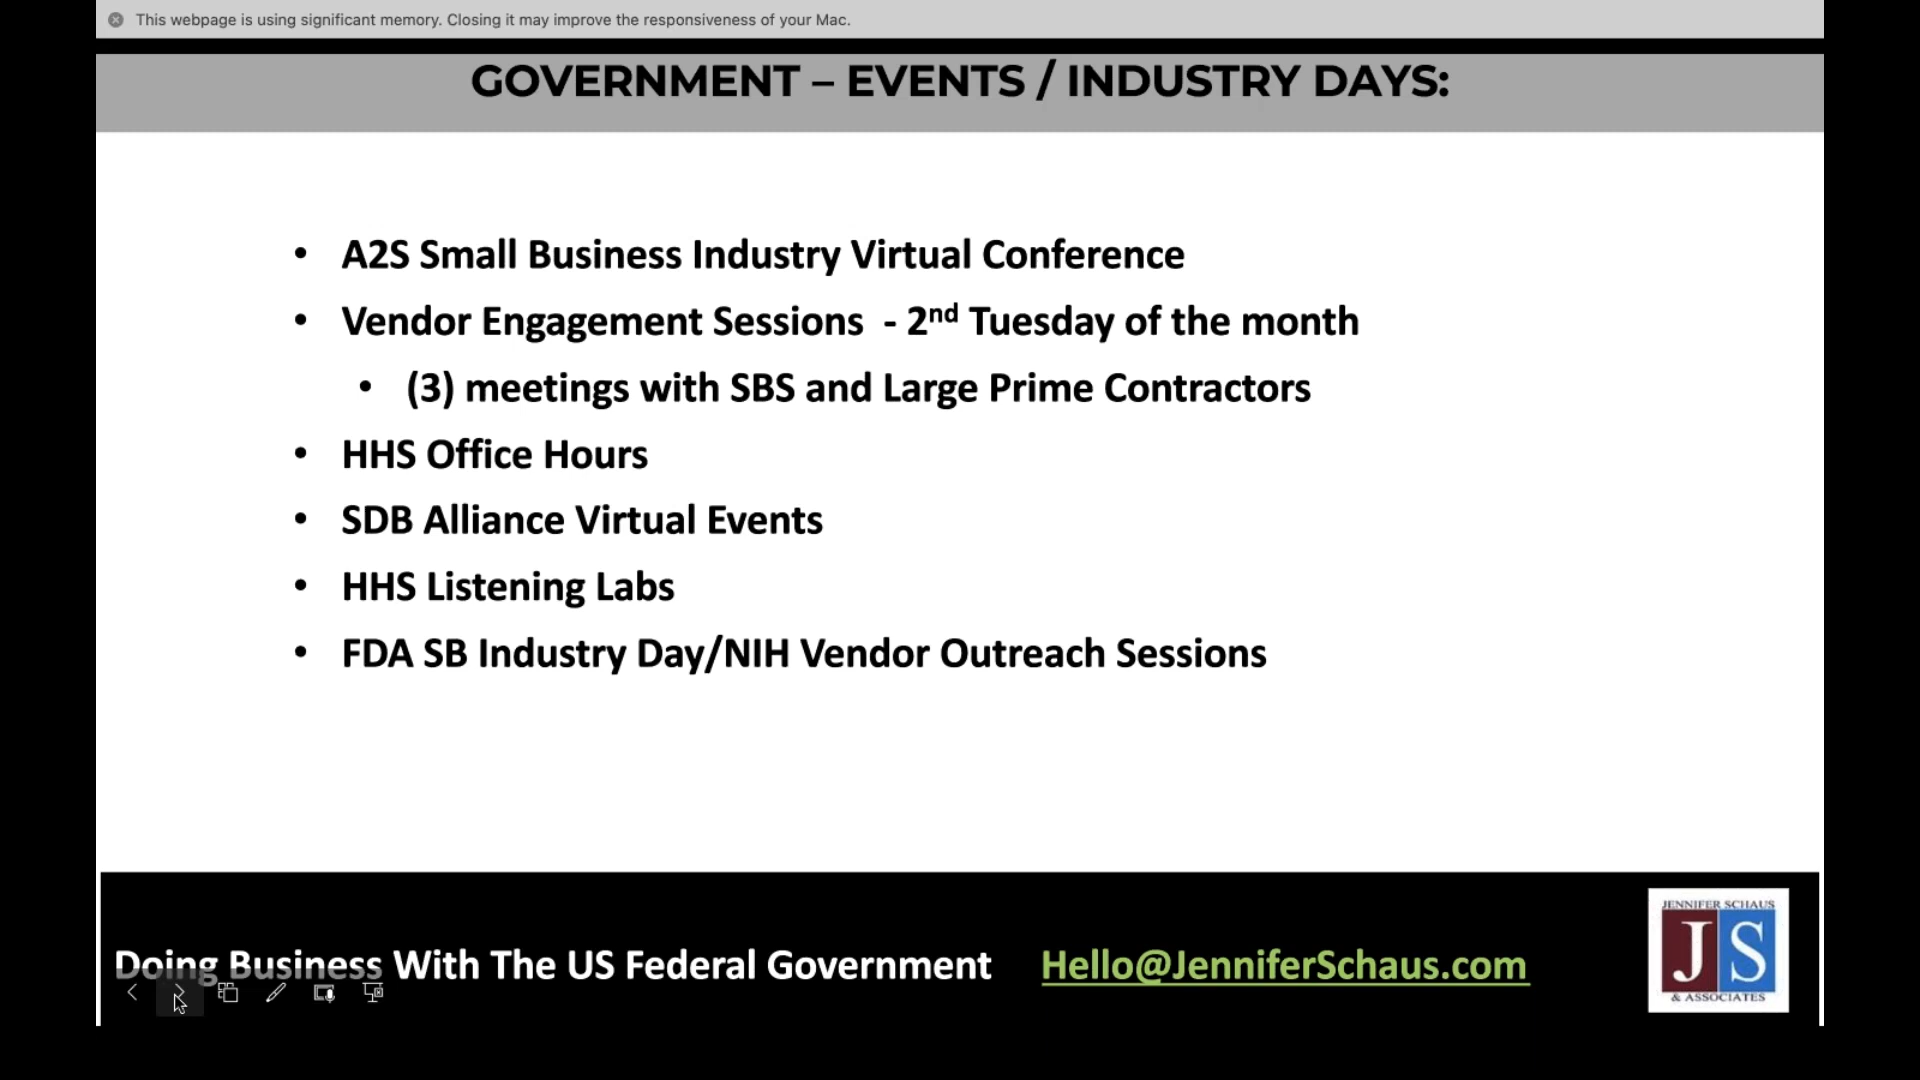 This webpage is using significant memory. Closing it may improve the responsiveness of your Mac.
GOVERNMENT – EVENTS / INDUSTRY DAYS:
• A2S Small Business Industry Virtual Conference
• Vendor Engagement Sessions - 2nd Tuesday of the month
• (3) meetings with SBS and Large Prime Contractors
• HHS Office Hours
• SDB Alliance Virtual Events
• HHS Listening Labs
• FDA SB Industry Day/NIH Vendor Outreach Sessions
Doing Business With The US Federal Government Hello@JenniferSchaus.com
JENNIFER SCHAUS
JS
& ASSOCIATES